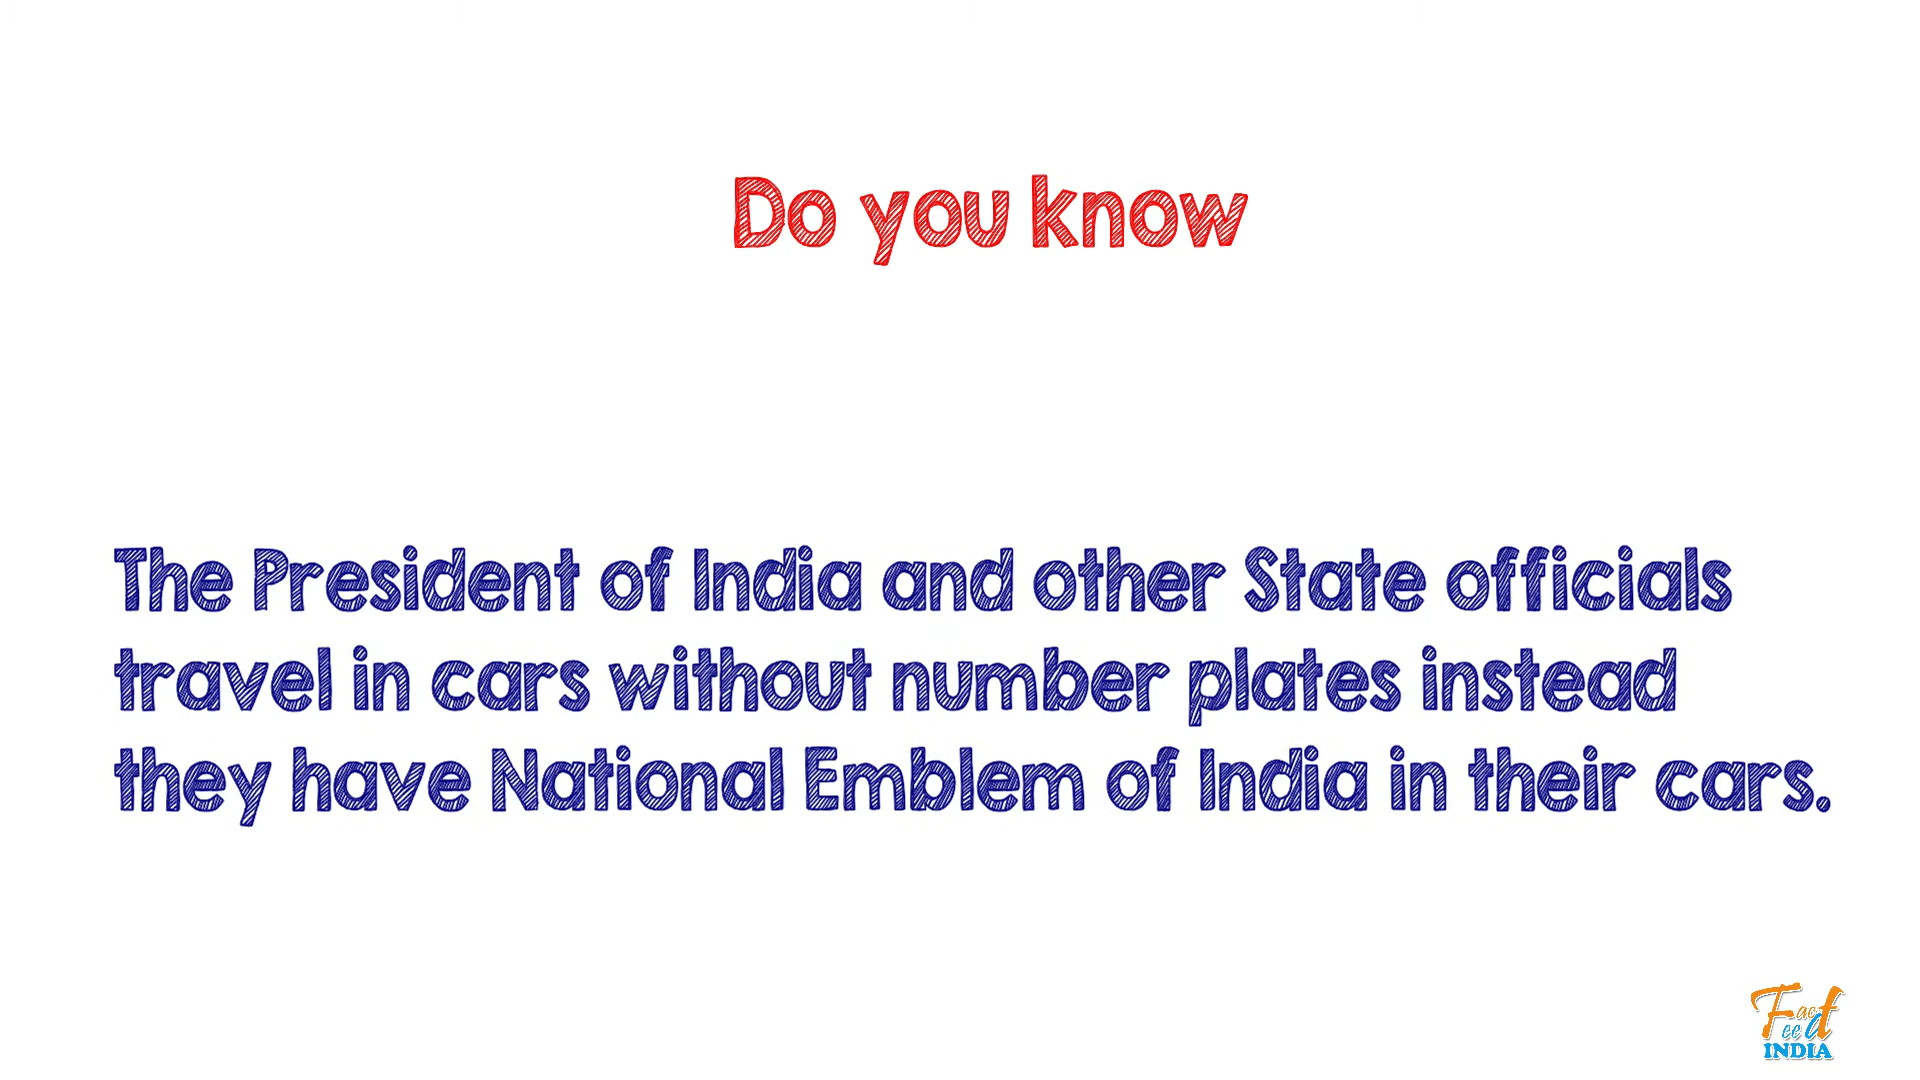 Do you know
The President of India and other State officials
travel in cars without number plates instead
they have National Emblem of India in their cars.
Fact
Feed
INDIA